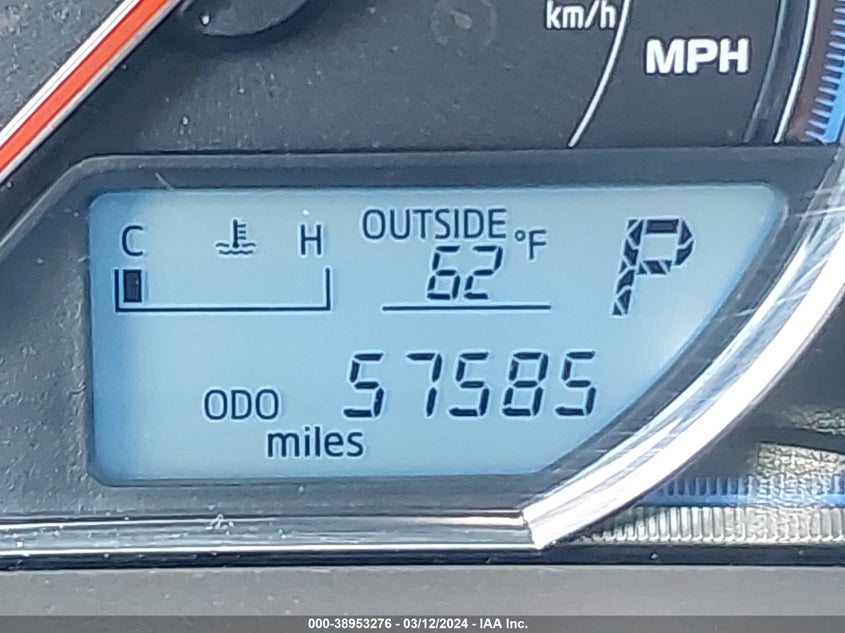 km/h
MPH
C H OUTSIDE
62 °F P
ODO 57585
miles
000-38953276 - 03/12/2024 - IAA Inc.